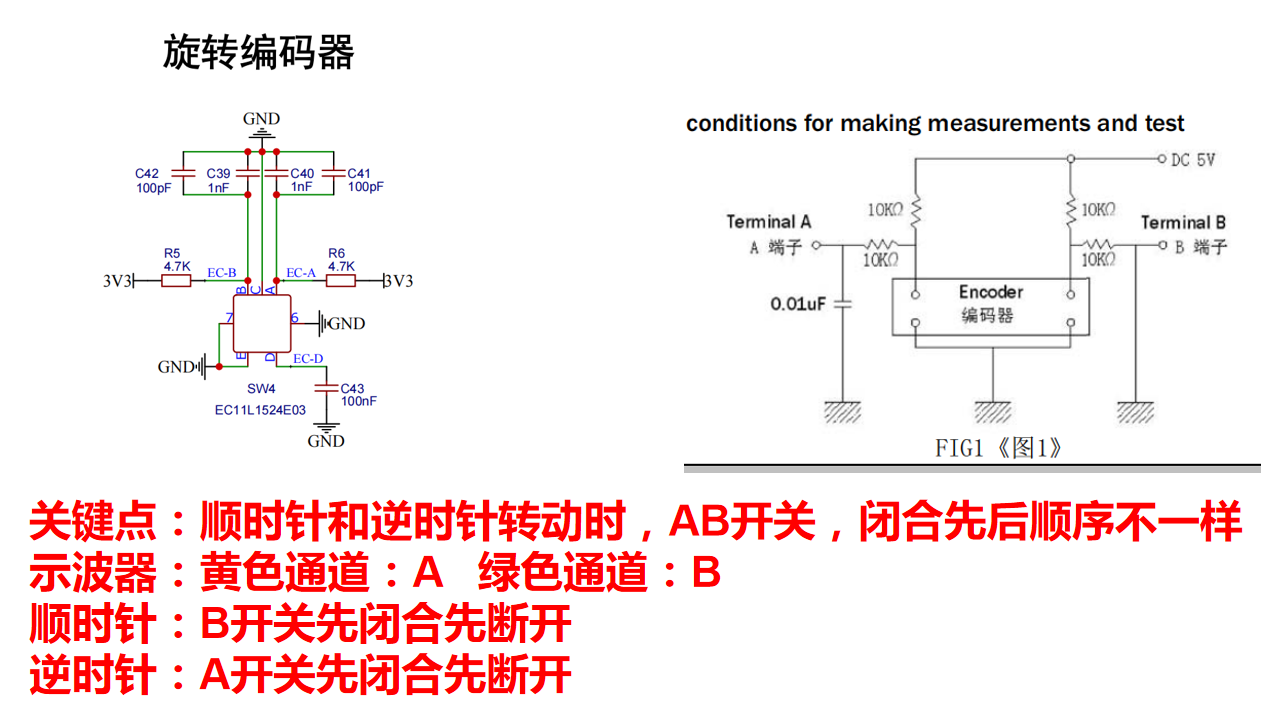 旋转编码器
GND
C42
100pF
C39
1nF
C40
1nF
C41
100pF
R5
4.7K
R6
4.7K
3V3
EC-B
EC-A
3V3
B
C
A
7
6
GND
GND
E
D
EC-D
SW4
EC11L1524E03
C43
100nF
GND
conditions for making measurements and test
DC 5V
10KΩ
10KΩ
Terminal A
A 端子
10KΩ
Terminal B
B 端子
10KΩ
0.01uF
Encoder
编码器
FIG1《图1》
关键点：顺时针和逆时针转动时，AB开关，闭合先后顺序不一样
示波器：黄色通道：A 绿色通道：B
顺时针：B开关先闭合先断开
逆时针：A开关先闭合先断开